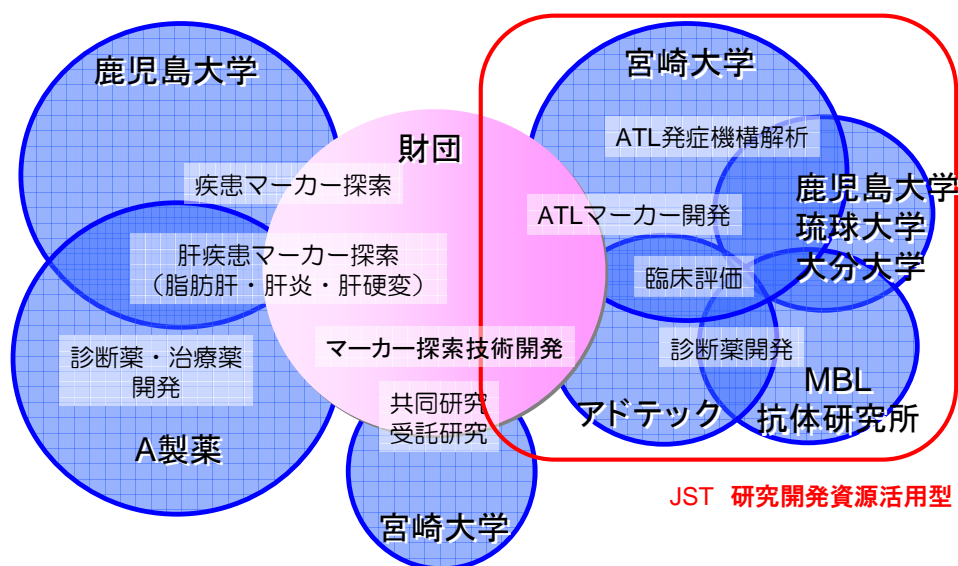 鹿児島大学
疾患マーカー探索
肝疾患マーカー探索
（脂肪肝・肝炎・肝硬変）
診断薬・治療薬
開発
A製薬
財団
マーカー探索技術開発
共同研究
受託研究
宮崎大学
宮崎大学
ATL発症機構解析
ATLマーカー開発
鹿児島大学
琉球大学
大分大学
臨床評価
診断薬開発
アドテック
MBL
抗体研究所
JST 研究開発資源活用型